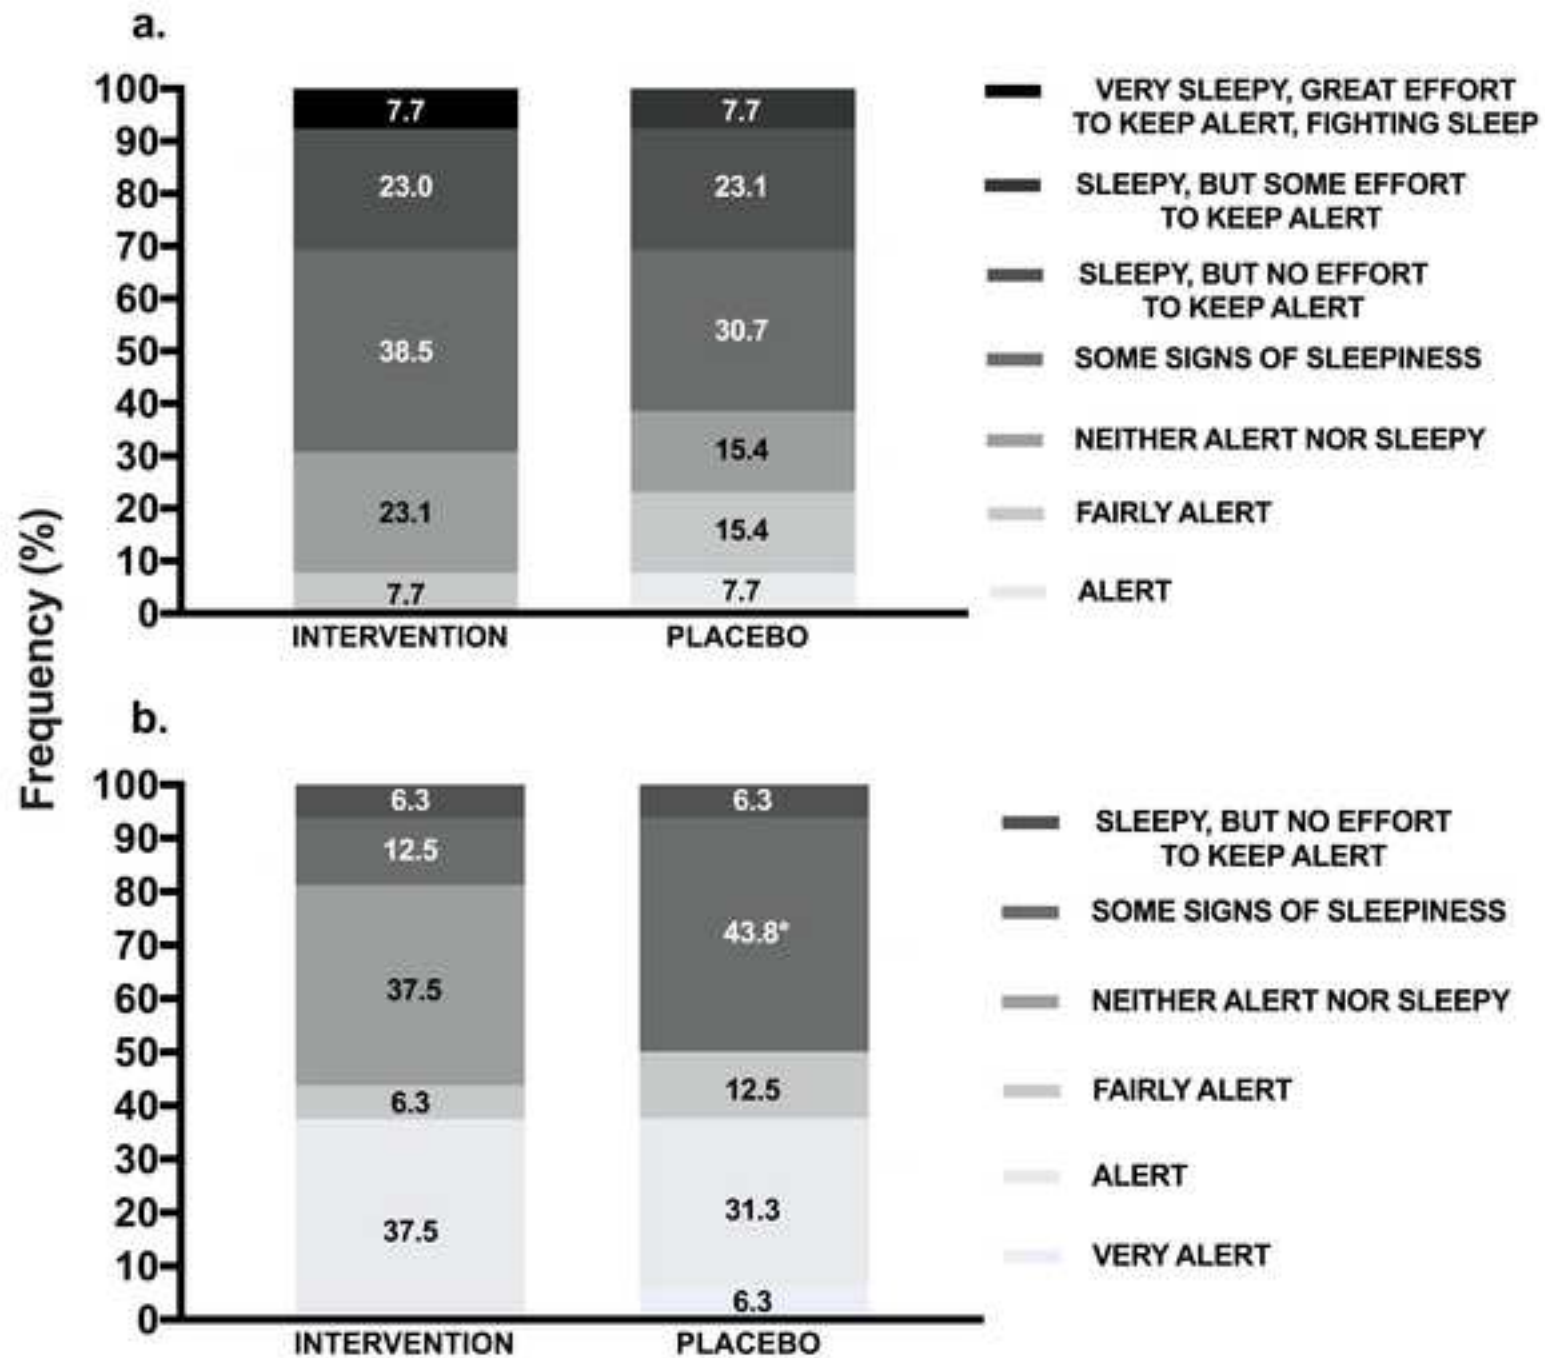 a.
Frequency (%)
100
90
80
70
60
50
40
30
20
10
0
7.7
23.0
38.5
23.1
7.7
7.7
23.1
30.7
15.4
15.4
7.7
INTERVENTION
PLACEBO
VERY SLEEPY, GREAT EFFORT
TO KEEP ALERT, FIGHTING SLEEP
SLEEPY, BUT SOME EFFORT
TO KEEP ALERT
SLEEPY, BUT NO EFFORT
TO KEEP ALERT
SOME SIGNS OF SLEEPINESS
NEITHER ALERT NOR SLEEPY
FAIRLY ALERT
ALERT
b.
100
90
80
70
60
50
40
30
20
10
0
6.3
12.5
37.5
6.3
37.5
6.3
43.8*
12.5
31.3
6.3
INTERVENTION
PLACEBO
SLEEPY, BUT NO EFFORT
TO KEEP ALERT
SOME SIGNS OF SLEEPINESS
NEITHER ALERT NOR SLEEPY
FAIRLY ALERT
ALERT
VERY ALERT